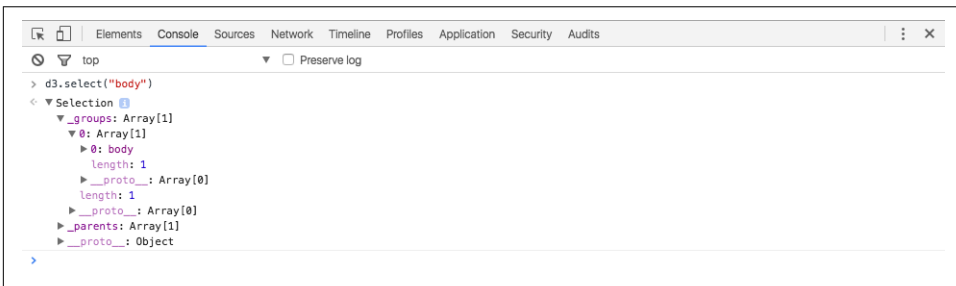 Elements Console Sources Network Timeline Profiles Application Security Audits
top Preserve log
> d3.select("body")
Selection i
_groups: Array[1]
0: Array[1]
0: body
length: 1
__proto__: Array[0]
length: 1
__proto__: Array[0]
_parents: Array[1]
__proto__: Object
>